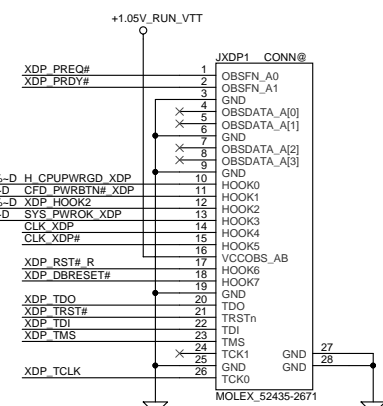 +1.05V_RUN_VTT
JXDP1 CONN@
XDP_PREQ# 1 OBSFN_A0
XDP_PRDY# 2 OBSFN_A1
3 GND
4 OBSDATA_A[0]
5 OBSDATA_A[1]
6 GND
7 OBSDATA_A[2]
8 OBSDATA_A[3]
9 GND
%~D H_CPUPWRGD_XDP 10 HOOK0
~D CFD_PWRBTN#_XDP 11 HOOK1
%~D XDP_HOOK2 12 HOOK2
~D SYS_PWROK_XDP 13 HOOK3
CLK_XDP 14 HOOK4
CLK_XDP# 15 HOOK5
16 VCCOBS_AB
XDP_RST#_R 17 HOOK6
XDP_DBRESET# 18 HOOK7
19 GND
XDP_TDO 20 TDO
XDP_TRST# 21 TRSTn
XDP_TDI 22 TDI
XDP_TMS 23 TMS
24 TCK1 GND 27
25 GND GND 28
XDP_TCLK 26 TCK0
MOLEX_52435-2671